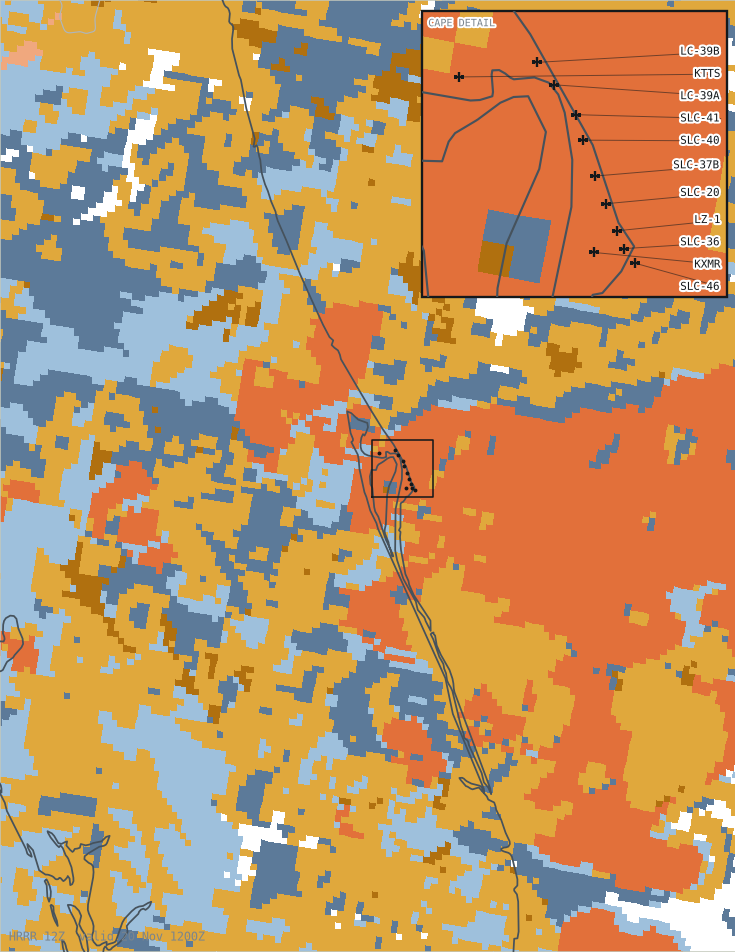 CAPE DETAIL
LC-39B
KTTS
LC-39A
SLC-41
SLC-40
SLC-37B
SLC-20
LZ-1
SLC-36
KXMR
SLC-46
HRRR 12Z valid Nov 1200Z